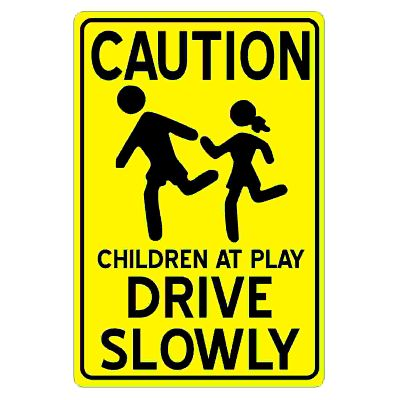 CAUTION
CHILDREN AT PLAY
DRIVE
SLOWLY